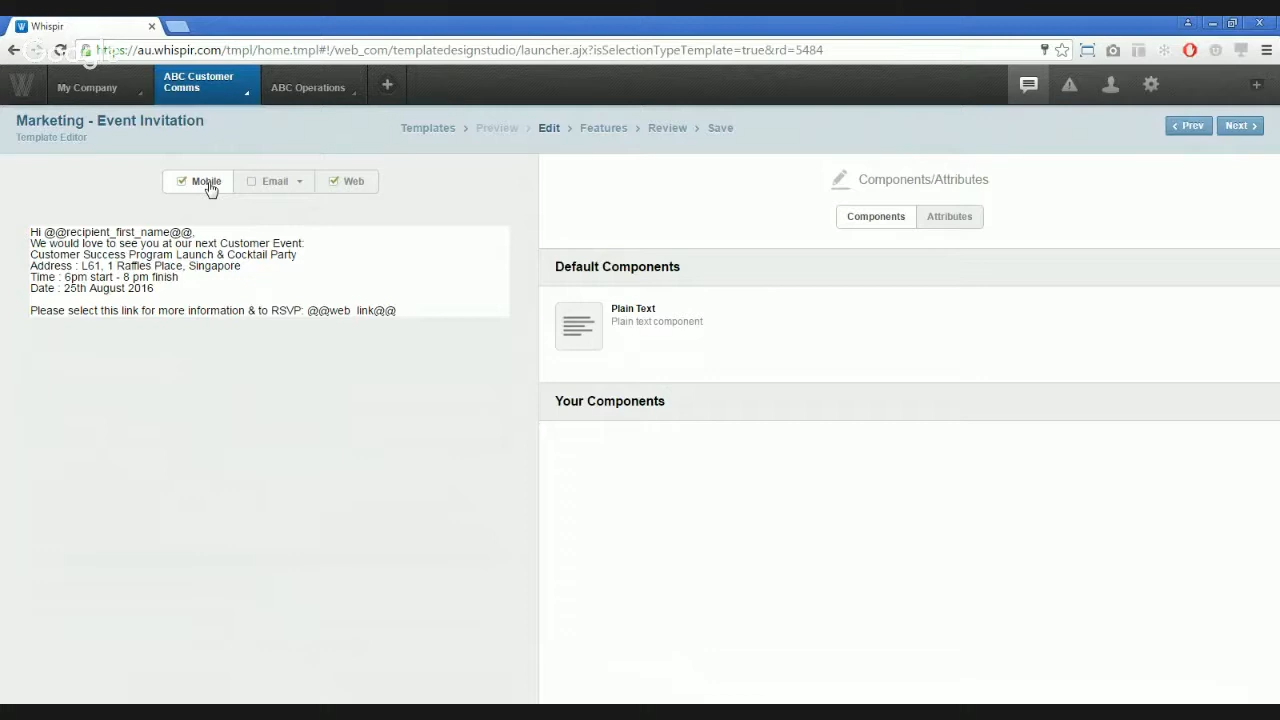 Whispir
https://au.whispir.com/tmpl/home.tmpl#!/web_com/templatedesignstudio/launcher.ajx?isSelectionTypeTemplate=true&rd=5484
My Company
ABC Customer
Comms
ABC Operations
Marketing - Event Invitation
Template Editor
Templates > Preview > Edit > Features > Review > Save
Prev
Next
Mobile
Email
Web
Hi @@recipient_first_name@@,
We would love to see you at our next Customer Event:
Customer Success Program Launch & Cocktail Party
Address : L61, 1 Raffles Place, Singapore
Time : 6pm start - 8 pm finish
Date : 25th August 2016
Please select this link for more information & to RSVP: @@web_link@@
Components/Attributes
Components
Attributes
Default Components
Plain Text
Plain text component
Your Components